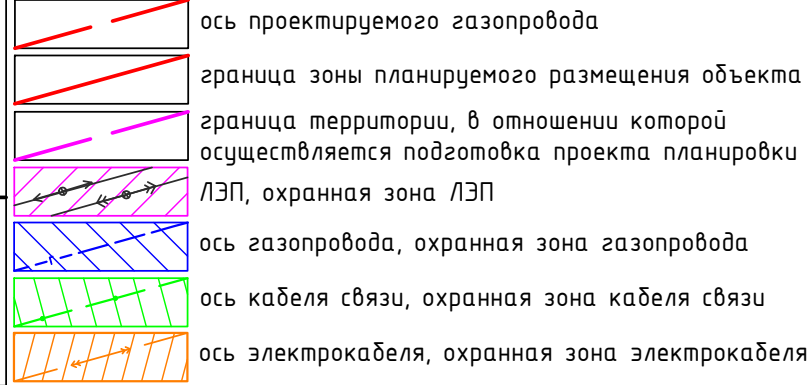 ось проектируемого газопровода
граница зоны планируемого размещения объекта
граница территории, в отношении которой
осуществляется подготовка проекта планировки
ЛЭП, охранная зона ЛЭП
ось газопровода, охранная зона газопровода
ось кабеля связи, охранная зона кабеля связи
ось электрокабеля, охранная зона электрокабеля